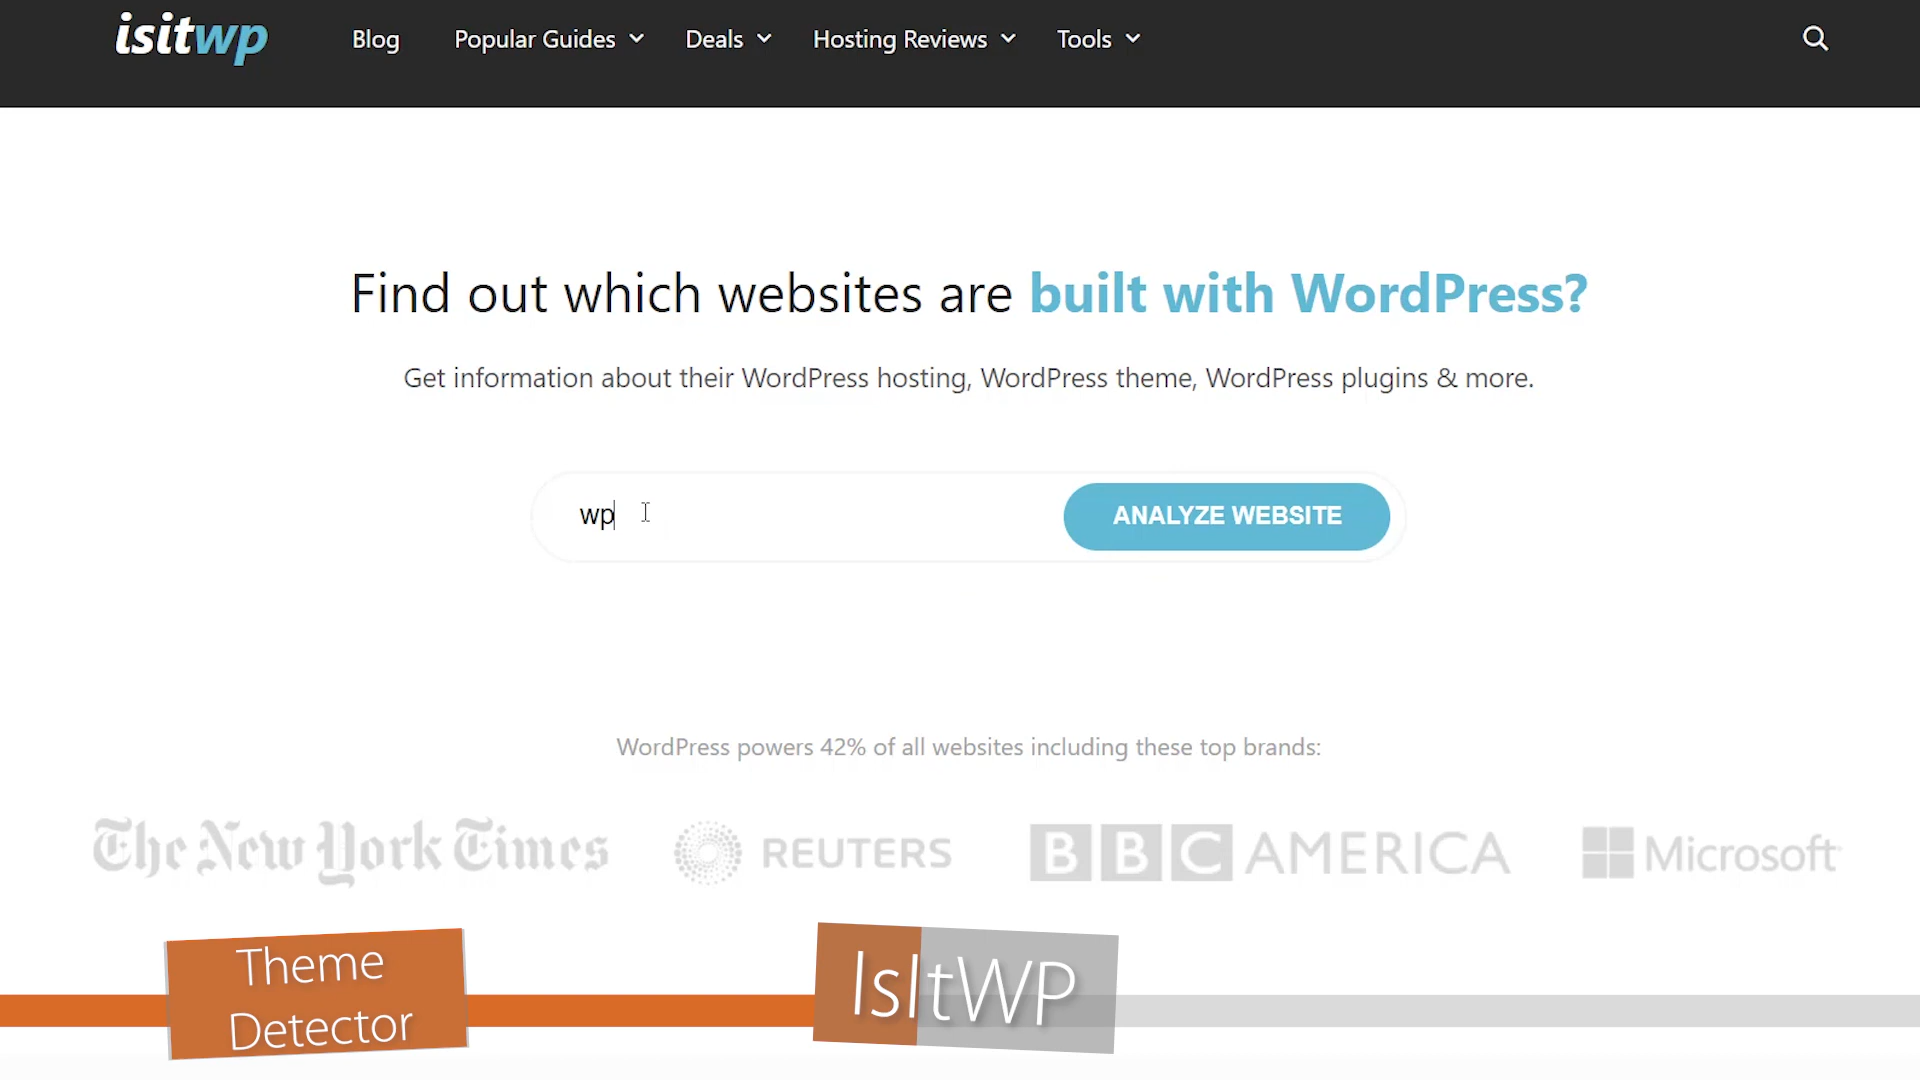 isitwp
Blog
Popular Guides
Deals
Hosting Reviews
Tools
Find out which websites are built with WordPress?
Get information about their WordPress hosting, WordPress theme, WordPress plugins & more.
wp
ANALYZE WEBSITE
WordPress powers 42% of all websites including these top brands:
The New York Times
REUTERS
BBC AMERICA
Microsoft
Theme
Detector
IsItWP